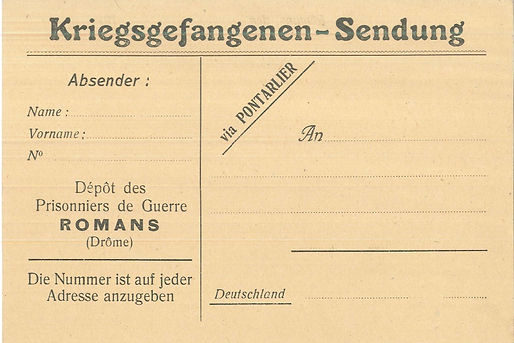 Kriegsgefangenen-Sendung
Absender :
Name :
Vorname :
Nº
Dépôt des
Prisonniers de Guerre
ROMANS
(Drôme)
Die Nummer ist auf jeder
Adresse anzugeben
via PONTARLIER
An
Deutschland